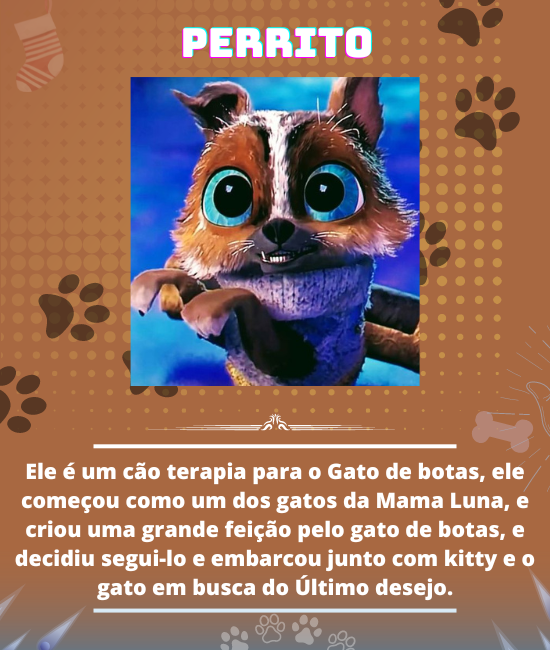 PERRITO
Ele é um cão terapia para o Gato de botas, ele
começou como um dos gatos da Mama Luna, e
criou uma grande feição pelo gato de botas, e
decidiu segui-lo e embarcou junto com kitty e o
gato em busca do Último desejo.